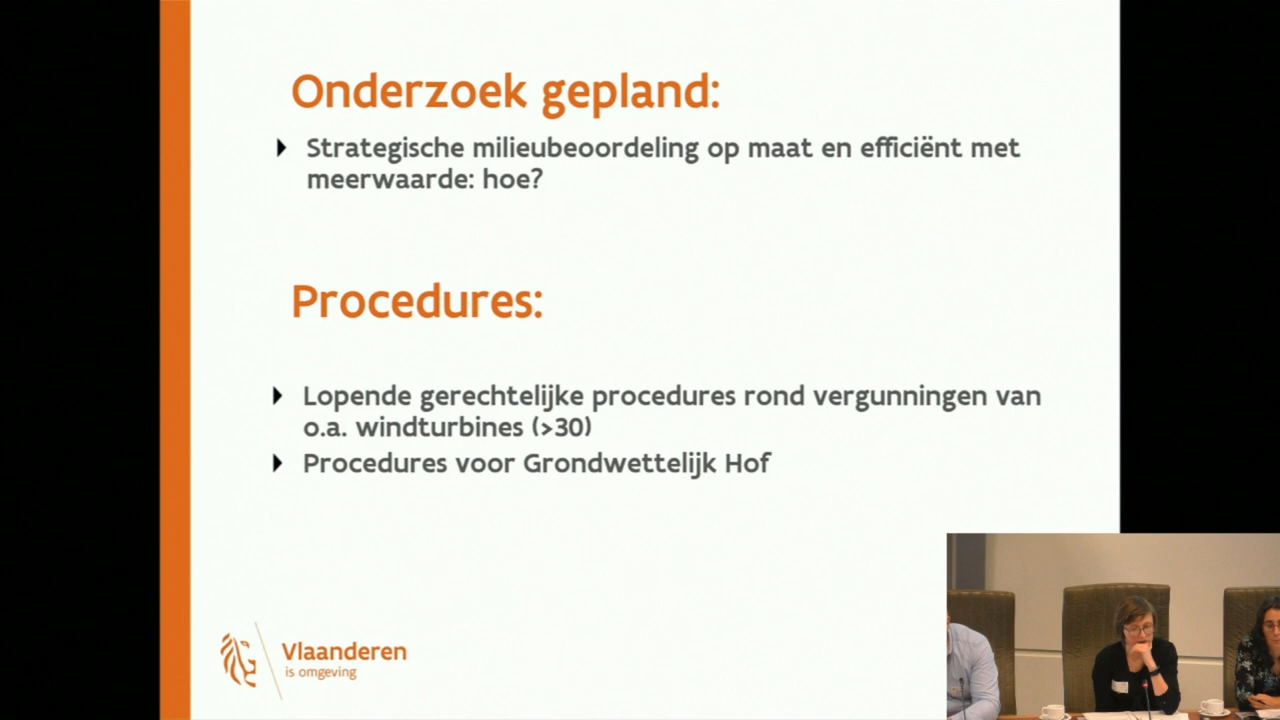 Onderzoek gepland:
Strategische milieubeoordeling op maat en efficiënt met
meerwaarde: hoe?
Procedures:
Lopende gerechtelijke procedures rond vergunningen van
o.a. windturbines (>30)
Procedures voor Grondwettelijk Hof
Vlaanderen
is omgeving